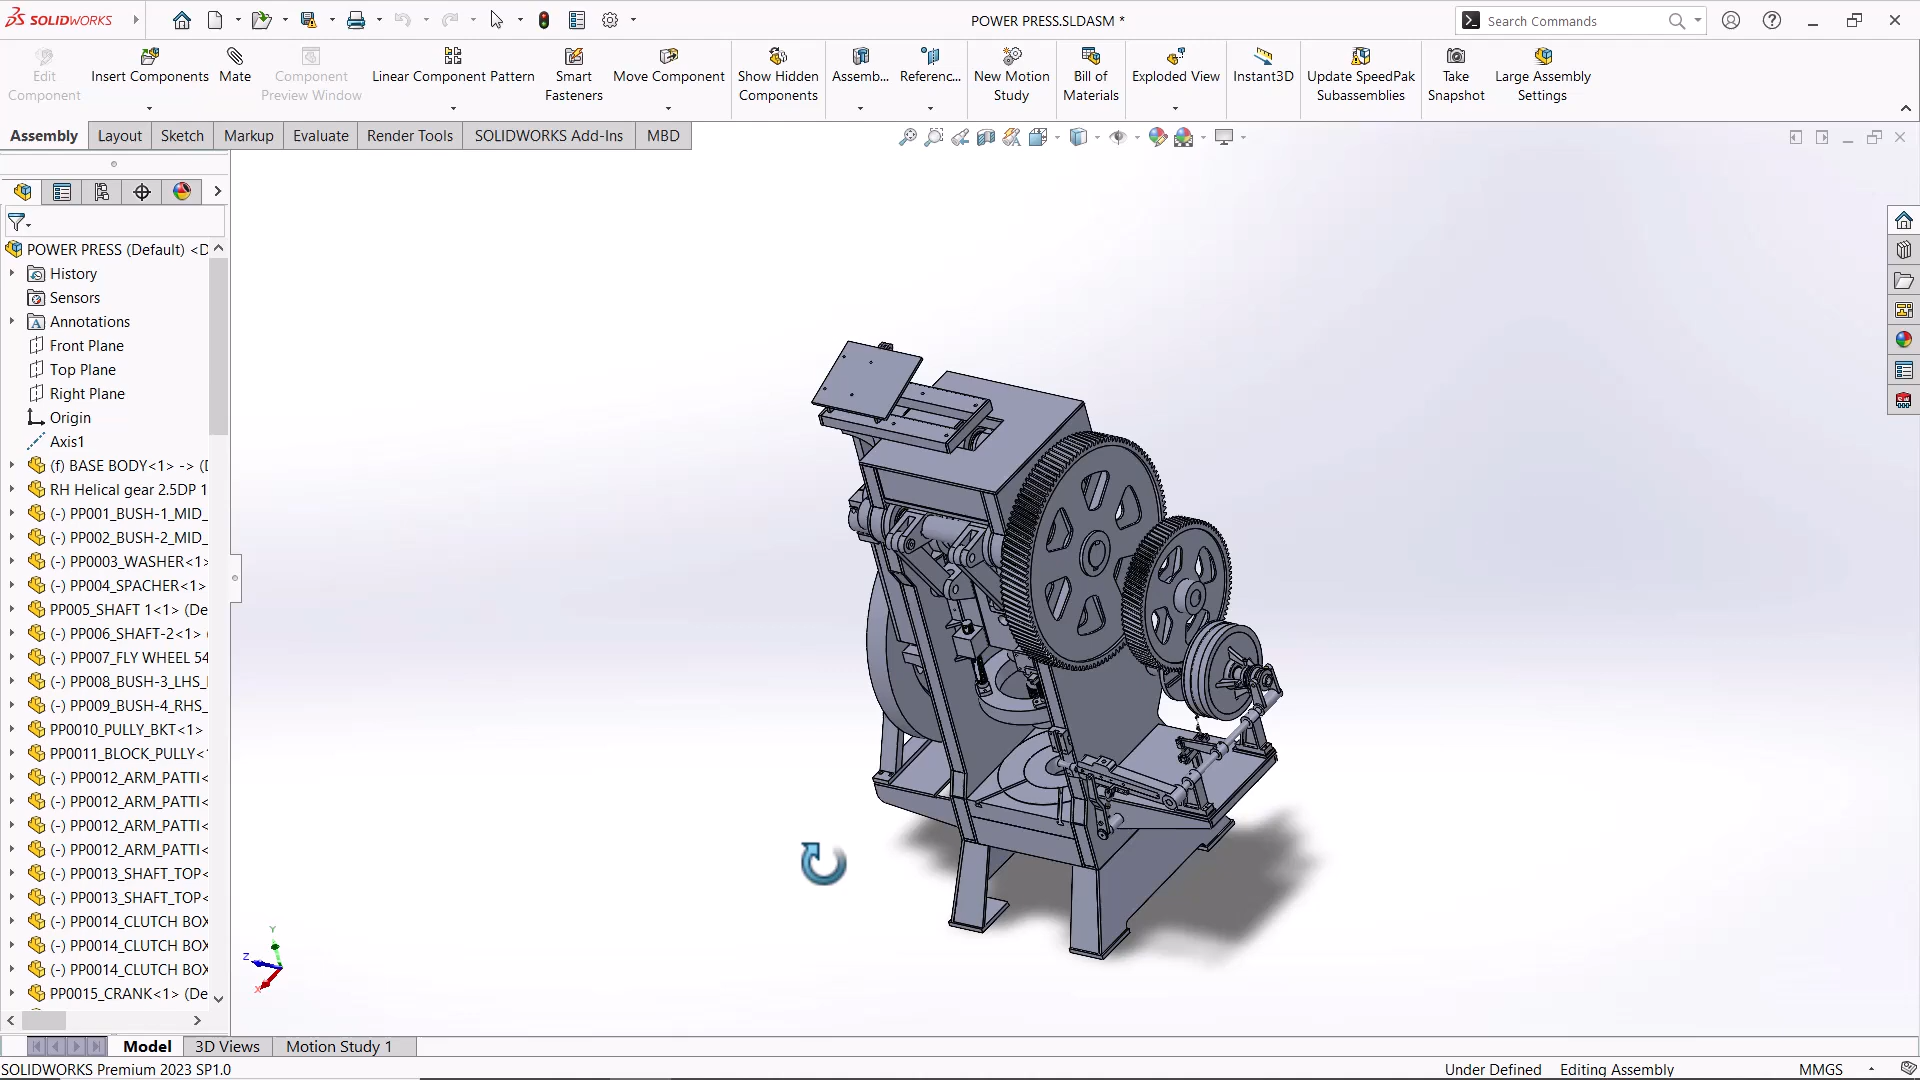 SOLIDWORKS
POWER PRESS.SLDASM *
Search Commands
Edit
Component
Insert Components
Mate
Component
Preview Window
Linear Component Pattern
Smart
Fasteners
Move Component
Show Hidden
Components
Assemb...
Referenc...
New Motion
Study
Bill of
Materials
Exploded View
Instant3D
Update SpeedPak
Subassemblies
Take
Snapshot
Large Assembly
Settings
Assembly
Layout
Sketch
Markup
Evaluate
Render Tools
SOLIDWORKS Add-Ins
MBD
POWER PRESS (Default) <D
History
Sensors
Annotations
Front Plane
Top Plane
Right Plane
Origin
Axis1
(f) BASE BODY<1> -> (D
RH Helical gear 2.5DP 1
(-) PP001_BUSH-1_MID_
(-) PP002_BUSH-2_MID_
(-) PP0003_WASHER<1>
(-) PP004_SPACHER<1>
PP005_SHAFT 1<1> (De
(-) PP006_SHAFT-2<1> (
(-) PP007_FLY WHEEL 54
(-) PP008_BUSH-3_LHS_
(-) PP009_BUSH-4_RHS_
PP0010_PULLY_BKT<1>
PP0011_BLOCK_PULLY<
(-) PP0012_ARM_PATTI<
(-) PP0012_ARM_PATTI<
(-) PP0012_ARM_PATTI<
(-) PP0012_ARM_PATTI<
(-) PP0013_SHAFT_TOP<
(-) PP0013_SHAFT_TOP<
(-) PP0014_CLUTCH BOX
(-) PP0014_CLUTCH BOX
(-) PP0014_CLUTCH BOX
PP0015_CRANK<1> (De
Y
Z
X
Model
3D Views
Motion Study 1
SOLIDWORKS Premium 2023 SP1.0
Under Defined
Editing Assembly
MMGS